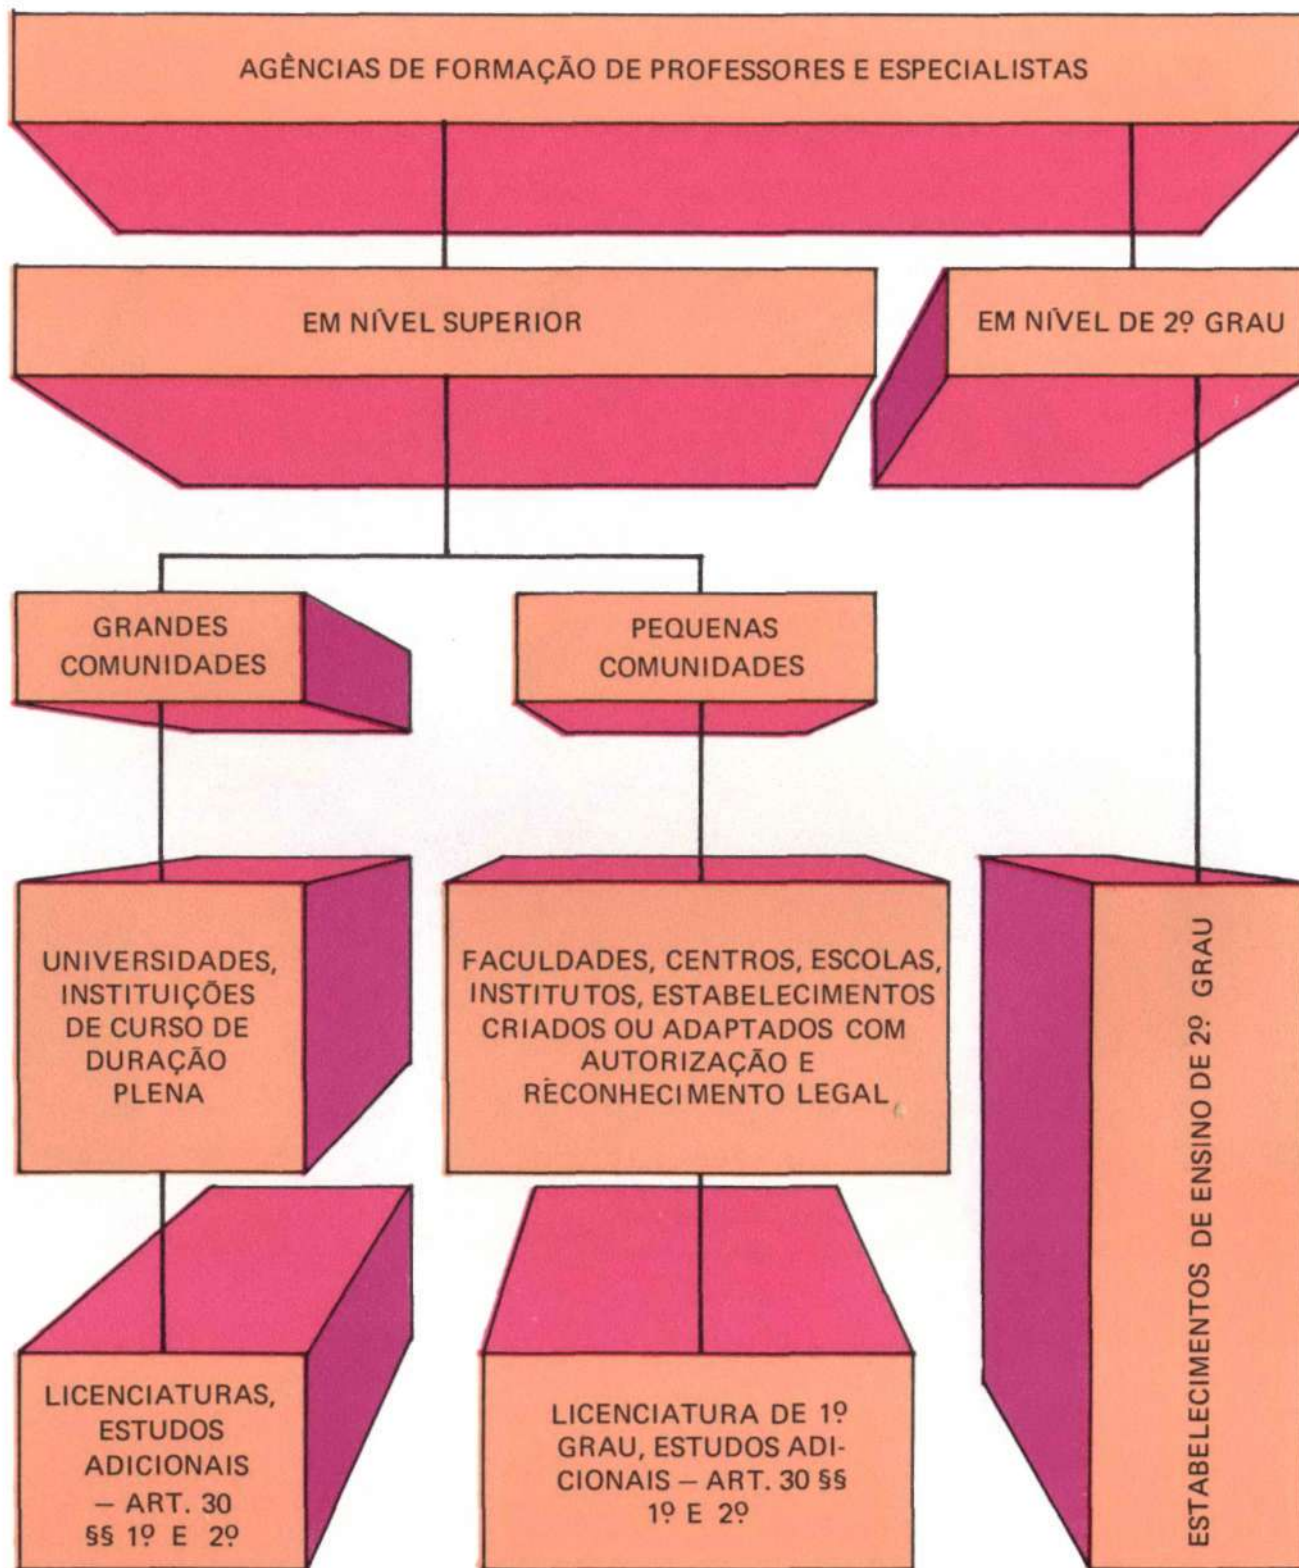 AGÊNCIAS DE FORMAÇÃO DE PROFESSORES E ESPECIALISTAS
EM NÍVEL SUPERIOR
EM NÍVEL DE 2º GRAU
GRANDES
COMUNIDADES
PEQUENAS
COMUNIDADES
UNIVERSIDADES,
INSTITUIÇÕES
DE CURSO DE
DURAÇÃO
PLENA
FACULDADES, CENTROS, ESCOLAS,
INSTITUTOS, ESTABELECIMENTOS
CRIADOS OU ADAPTADOS COM
AUTORIZAÇÃO E
RECONHECIMENTO LEGAL
ESTABELECIMENTOS DE ENSINO DE 2º GRAU
LICENCIATURAS,
ESTUDOS
ADICIONAIS
— ART. 30
§§ 1º E 2º
LICENCIATURA DE 1º
GRAU, ESTUDOS ADI-
CIONAIS — ART. 30 §§
1º E 2º